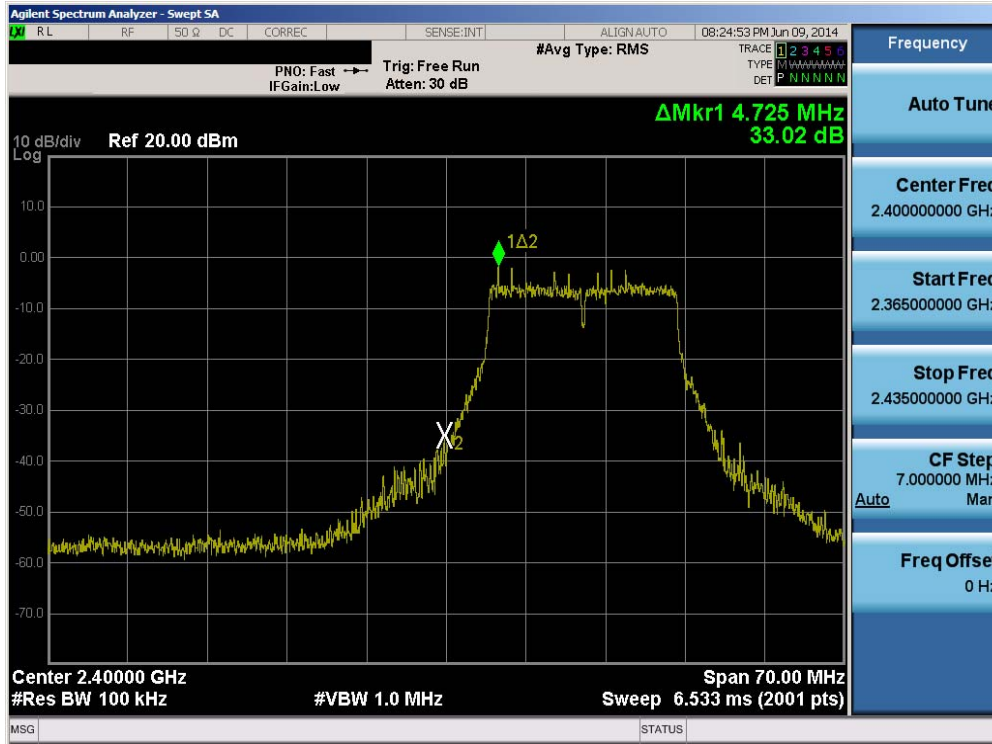 Agilent Spectrum Analyzer - Swept SA
LXI RL RF 50 Ω DC CORREC SENSE:INT ALIGN AUTO 08:24:53 PM Jun 09, 2014
#Avg Type: RMS TRACE 1 2 3 4 5 6
PNO: Fast Trig: Free Run TYPE M
IFGain:Low Atten: 30 dB DET P N N N N N
ΔMkr1 4.725 MHz
33.02 dB
10 dB/div Ref 20.00 dBm
Log
10.0
0.00
-10.0
-20.0
-30.0
-40.0
-50.0
-60.0
-70.0
1Δ2
X2
Center 2.40000 GHz Span 70.00 MHz
#Res BW 100 kHz #VBW 1.0 MHz Sweep 6.533 ms (2001 pts)
MSG STATUS
Frequency
Auto Tune
Center Freq
2.400000000 GHz
Start Freq
2.365000000 GHz
Stop Freq
2.435000000 GHz
CF Step
7.000000 MHz
Auto Man
Freq Offset
0 Hz